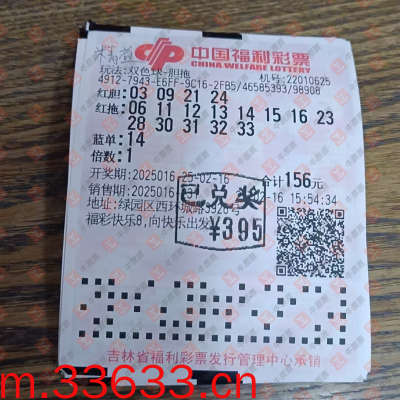 中国福利彩票
CHINA WELFARE LOTTERY
玩法:双色球-胆拖
机号:22010625
4912-7943-E6FF-9C16-2FB5/46585393/98908
红胆: 03 09 21 24
红拖: 06 11 12 13 14 15 16 23
28 30 31 32 33
蓝单: 14
倍数: 1
开奖期:2025016 25-02-16
合计156元
销售期:2025016
-16 15:54:34
地址:绿园区西环城路3928号
福彩快乐8,向快乐出发
已兑奖
¥395
吉林省福利彩票发行管理中心承销
m.33633.cn